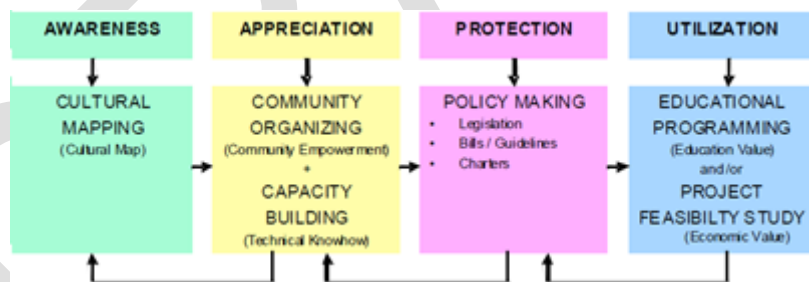 AWARENESS
APPRECIATION
PROTECTION
UTILIZATION
CULTURAL
MAPPING
(Cultural Map)
COMMUNITY
ORGANIZING
(Community Empowerment)
+
CAPACITY
BUILDING
(Technical Knowhow)
POLICY MAKING
• Legislation
• Bills / Guidelines
• Charters
EDUCATIONAL
PROGRAMMING
(Education Value)
and/or
PROJECT
FEASIBILTY STUDY
(Economic Value)